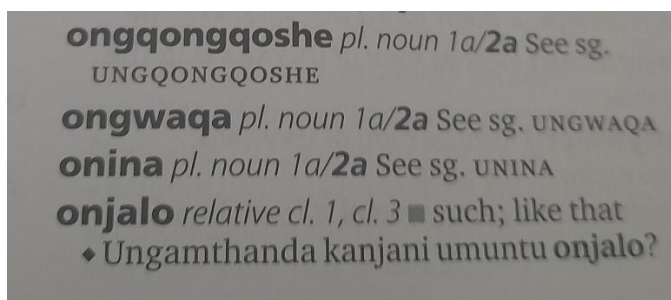 ongqongqoshe pl. noun 1a/2a See sg.
UNGQONGQOSHE
ongwaqa pl. noun 1a/2a See sg. UNGWAQA
onina pl. noun 1a/2a See sg. UNINA
onjalo relative cl. 1, cl. 3 ■ such; like that
◆ Ungamthanda kanjani umuntu onjalo?